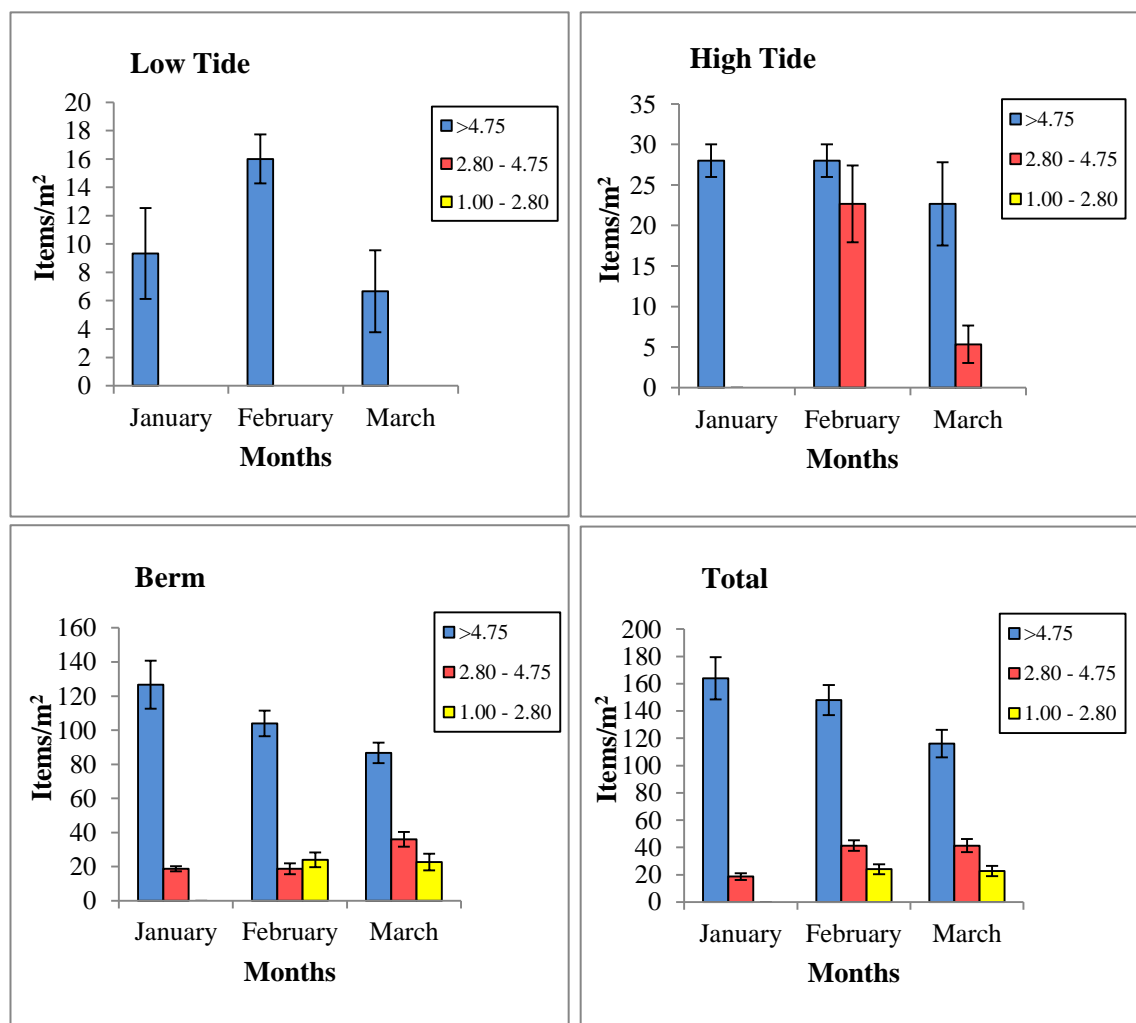 Low Tide
20
18
16
14
12
10
8
6
4
2
0
Items/m²
January February March
Months
>4.75
2.80 - 4.75
1.00 - 2.80
High Tide
35
30
25
20
15
10
5
0
Items/m²
January February March
Months
>4.75
2.80 - 4.75
1.00 - 2.80
Berm
160
140
120
100
80
60
40
20
0
Items/m²
January February March
Months
>4.75
2.80 - 4.75
1.00 - 2.80
Total
200
180
160
140
120
100
80
60
40
20
0
Items/m²
January February March
Months
>4.75
2.80 - 4.75
1.00 - 2.80